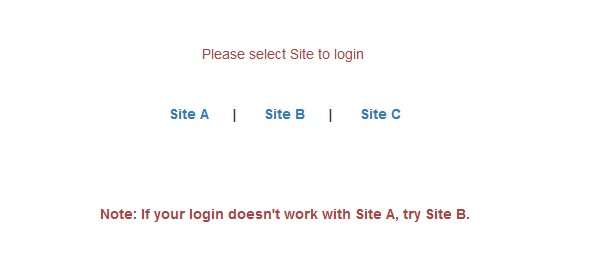 Please select Site to login
Site A | Site B | Site C
Note: If your login doesn't work with Site A, try Site B.